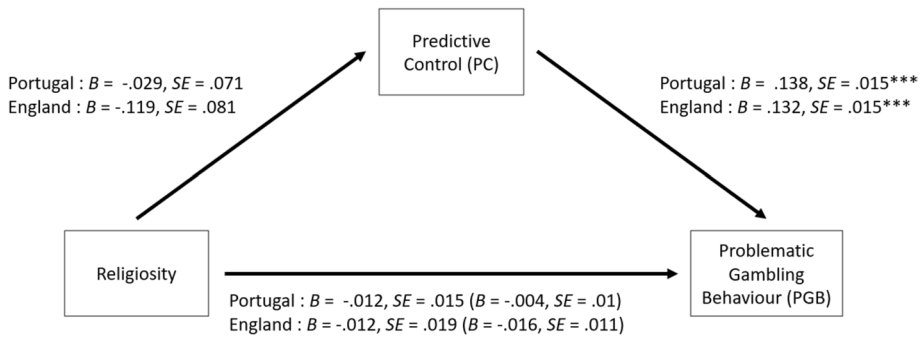 Predictive
Control (PC)
Portugal : B = -.029, SE = .071
England : B = -.119, SE = .081
Portugal : B = .138, SE = .015***
England : B = .132, SE = .015***
Religiosity
Problematic
Gambling
Behaviour (PGB)
Portugal : B = -.012, SE = .015 (B = -.004, SE = .01)
England : B = -.012, SE = .019 (B = -.016, SE = .011)